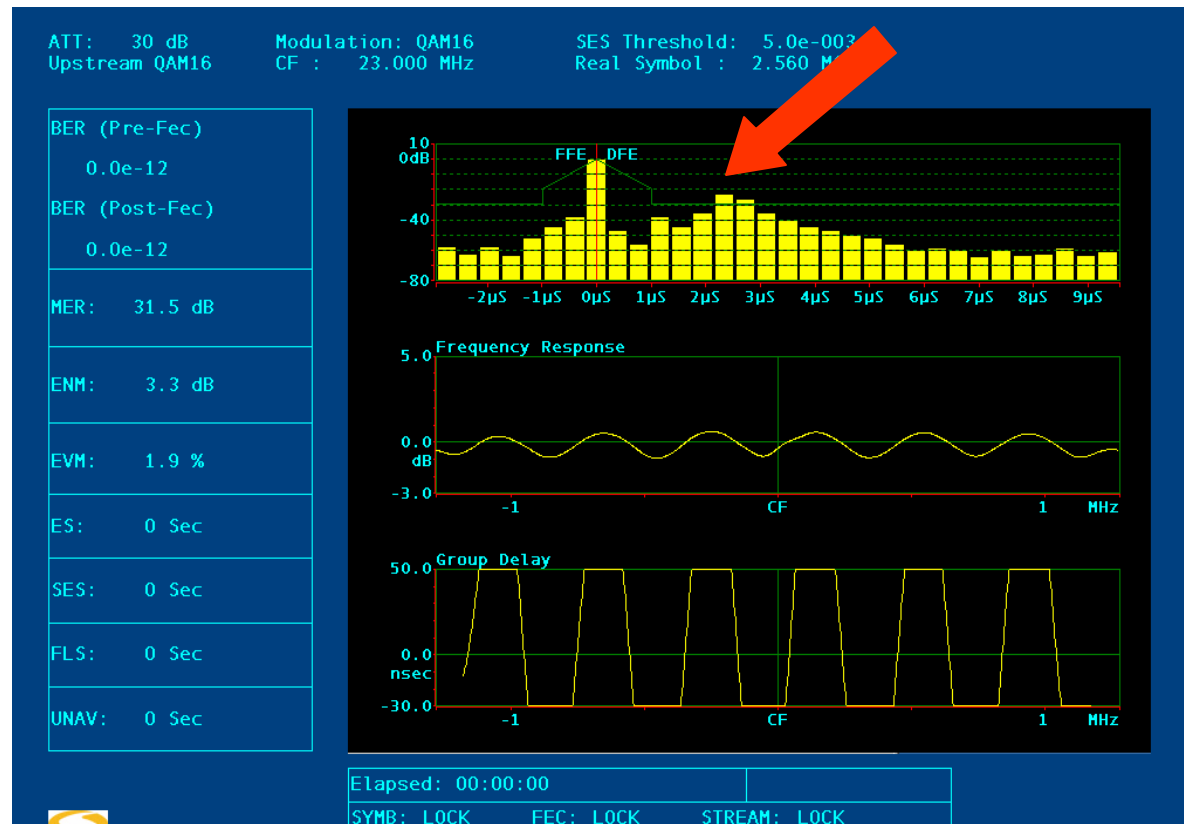 ATT: 30 dB Modulation: QAM16 SES Threshold: 5.0e-003
Upstream QAM16 CF : 23.000 MHz Real Symbol : 2.560
BER (Pre-Fec)
0.0e-12
BER (Post-Fec)
0.0e-12
MER: 31.5 dB
ENM: 3.3 dB
EVM: 1.9 %
ES: 0 Sec
SES: 0 Sec
FLS: 0 Sec
UNAV: 0 Sec
10
0dB
FFE DFE
-40
-80
-2µS -1µS 0µS 1µS 2µS 3µS 4µS 5µS 6µS 7µS 8µS 9µS
Frequency Response
5.0
0.0
dB
-3.0
-1 CF 1 MHz
Group Delay
50.0
0.0
nsec
-30.0
-1 CF 1 MHz
Elapsed: 00:00:00
SYMB: LOCK FEC: LOCK STREAM: LOCK